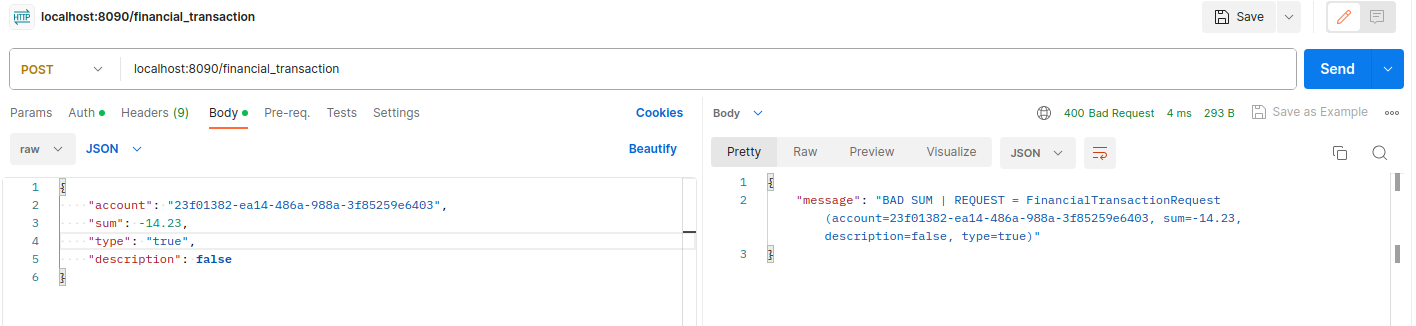 HTTP localhost:8090/financial_transaction
Save
POST localhost:8090/financial_transaction
Send
Params Auth Headers (9) Body Pre-req. Tests Settings Cookies
raw JSON Beautify
1 {
2 "account": "23f01382-ea14-486a-988a-3f85259e6403",
3 "sum": -14.23,
4 "type": "true",
5 "description": false
6 }
Body 400 Bad Request 4 ms 293 B Save as Example
Pretty Raw Preview Visualize JSON
1 {
2 "message": "BAD SUM | REQUEST = FinancialTransactionRequest
(account=23f01382-ea14-486a-988a-3f85259e6403, sum=-14.23,
description=false, type=true)"
3 }